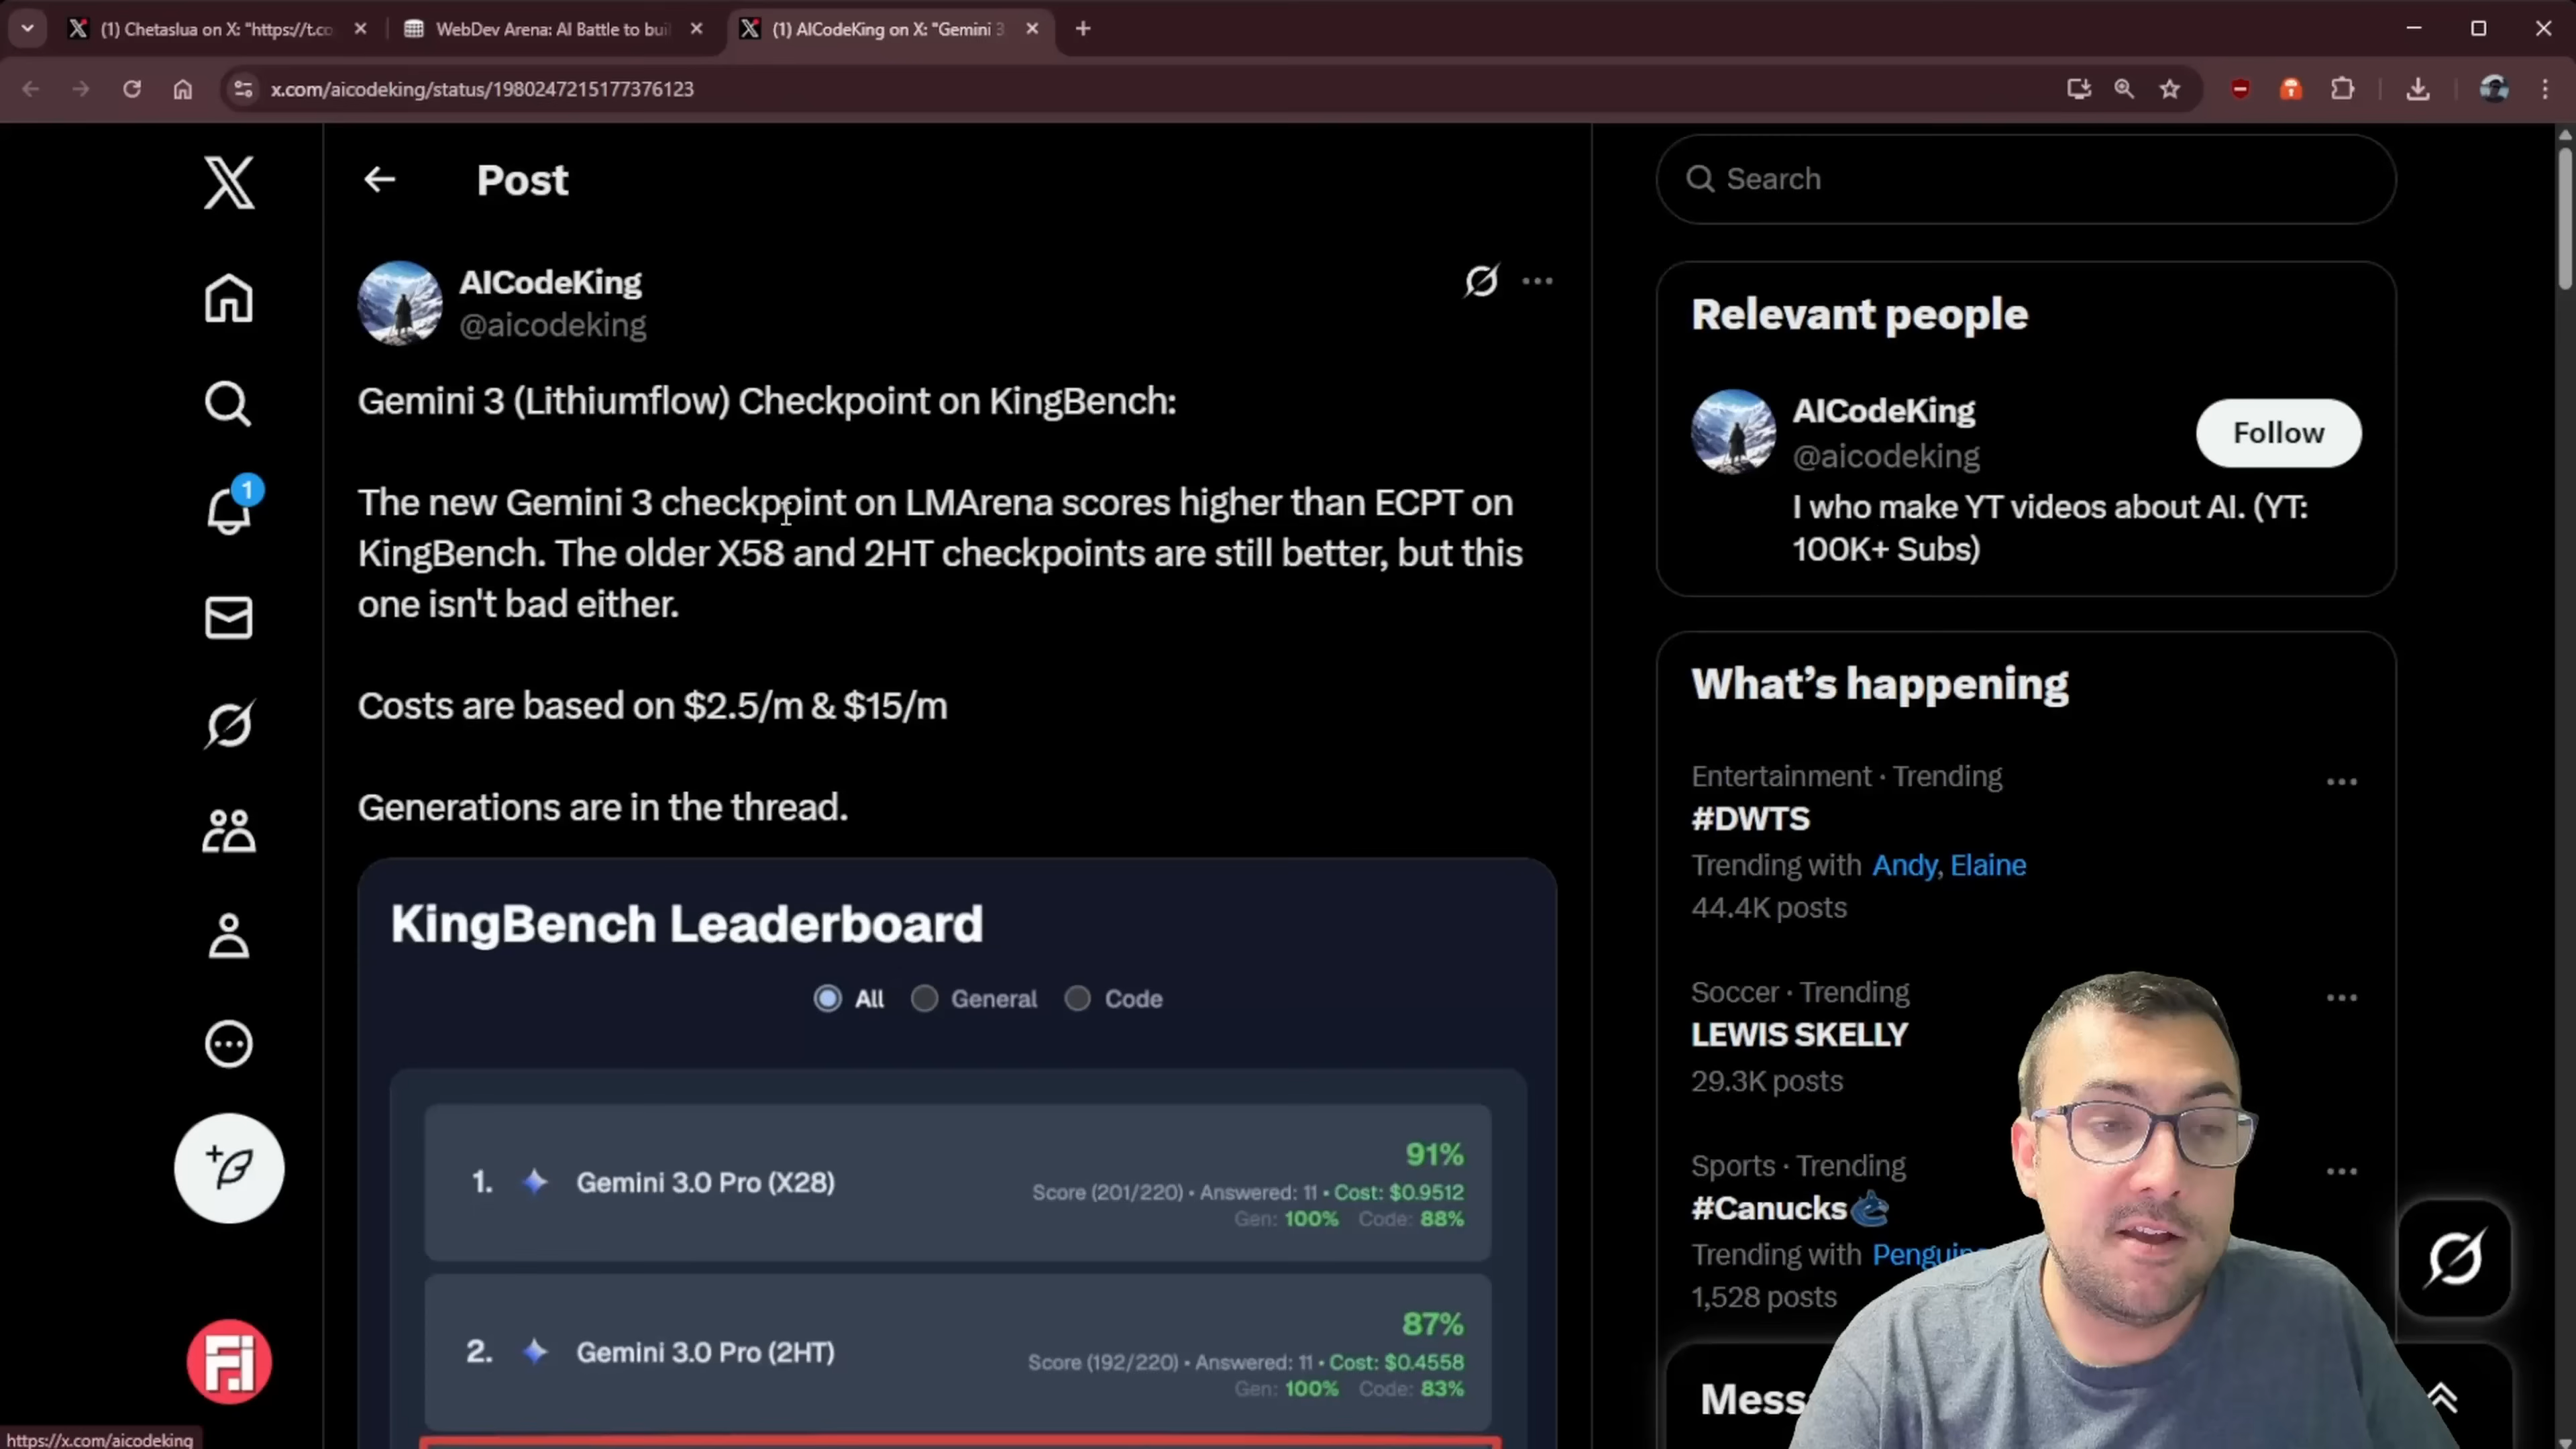 (1) Chetaslua on X: "https://t.co
WebDev Arena: AI Battle to bui
(1) AICodeKing on X: "Gemini 3
x.com/aicodeking/status/1980247215177376123
Post
AICodeKing
@aicodeking
Gemini 3 (Lithiumflow) Checkpoint on KingBench:
The new Gemini 3 checkpoint on LMArena scores higher than ECPT on
KingBench. The older X58 and 2HT checkpoints are still better, but this
one isn't bad either.
Costs are based on $2.5/m & $15/m
Generations are in the thread.
KingBench Leaderboard
All General Code
1. Gemini 3.0 Pro (X28)
91%
Score (201/220) • Answered: 11 • Cost: $0.9512
Gen: 100% Code: 88%
2. Gemini 3.0 Pro (2HT)
87%
Score (192/220) • Answered: 11 • Cost: $0.4558
Gen: 100% Code: 83%
1
Search
Relevant people
AICodeKing
@aicodeking
Follow
I who make YT videos about AI. (YT:
100K+ Subs)
What's happening
Entertainment · Trending
#DWTS
Trending with Andy, Elaine
44.4K posts
Soccer · Trending
LEWIS SKELLY
29.3K posts
Sports · Trending
#Canucks
Trending with Penguins
1,528 posts
Mess
https://x.com/aicodeking